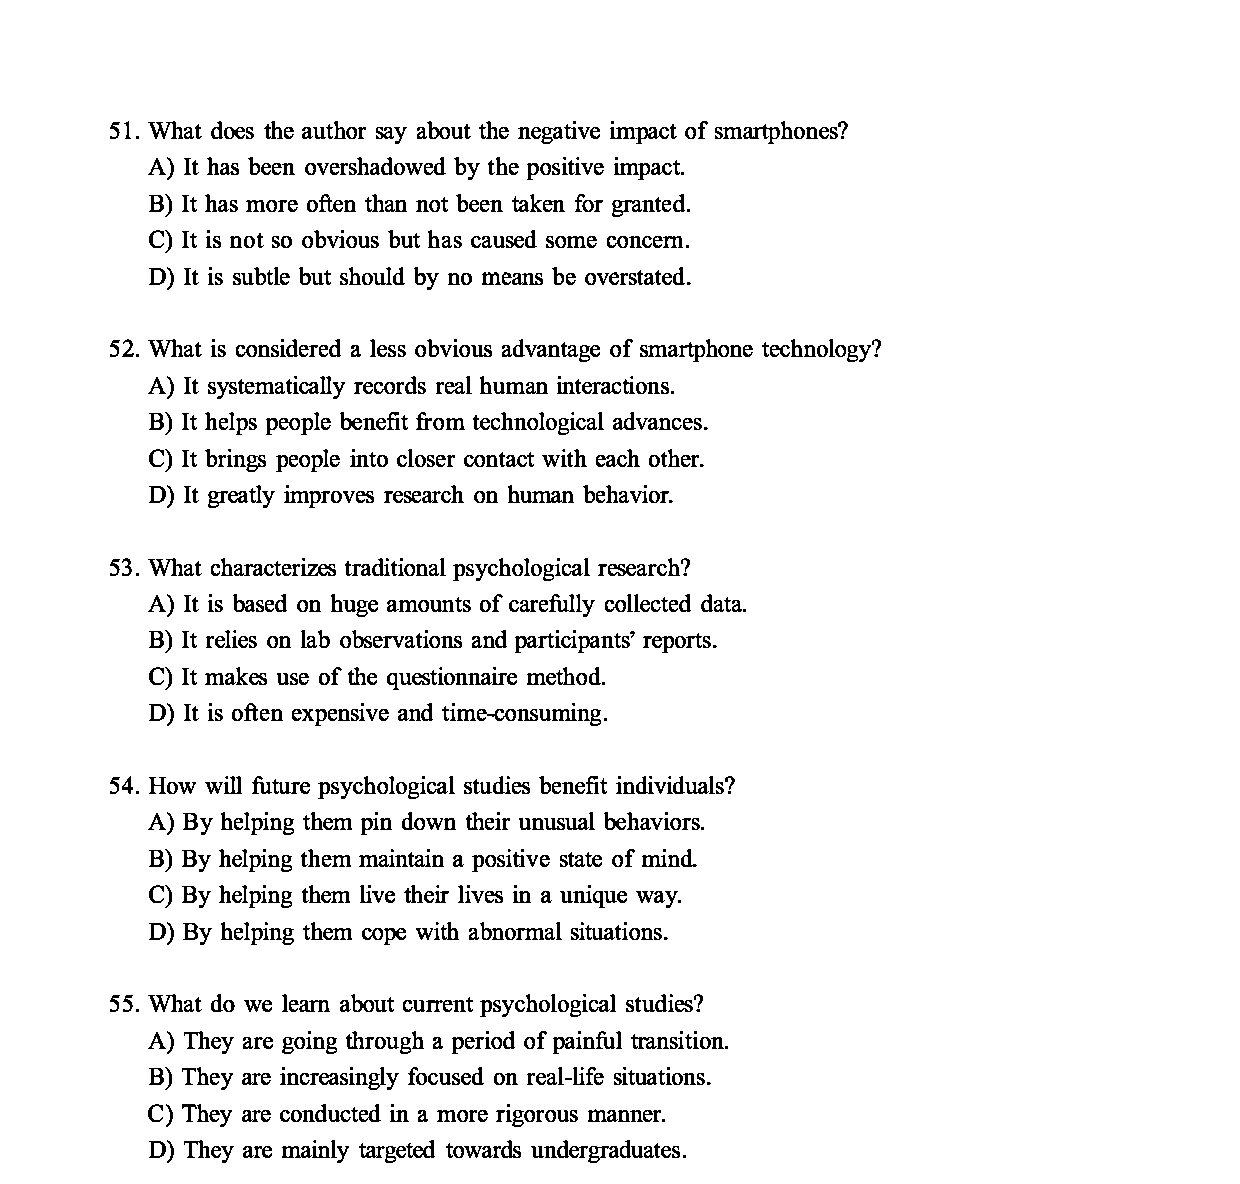 51. What does the author say about the negative impact of smartphones?
A) It has been overshadowed by the positive impact.
B) It has more often than not been taken for granted.
C) It is not so obvious but has caused some concern.
D) It is subtle but should by no means be overstated.
52. What is considered a less obvious advantage of smartphone technology?
A) It systematically records real human interactions.
B) It helps people benefit from technological advances.
C) It brings people into closer contact with each other.
D) It greatly improves research on human behavior.
53. What characterizes traditional psychological research?
A) It is based on huge amounts of carefully collected data.
B) It relies on lab observations and participants’ reports.
C) It makes use of the questionnaire method.
D) It is often expensive and time-consuming.
54. How will future psychological studies benefit individuals?
A) By helping them pin down their unusual behaviors.
B) By helping them maintain a positive state of mind.
C) By helping them live their lives in a unique way.
D) By helping them cope with abnormal situations.
55. What do we learn about current psychological studies?
A) They are going through a period of painful transition.
B) They are increasingly focused on real-life situations.
C) They are conducted in a more rigorous manner.
D) They are mainly targeted towards undergraduates.